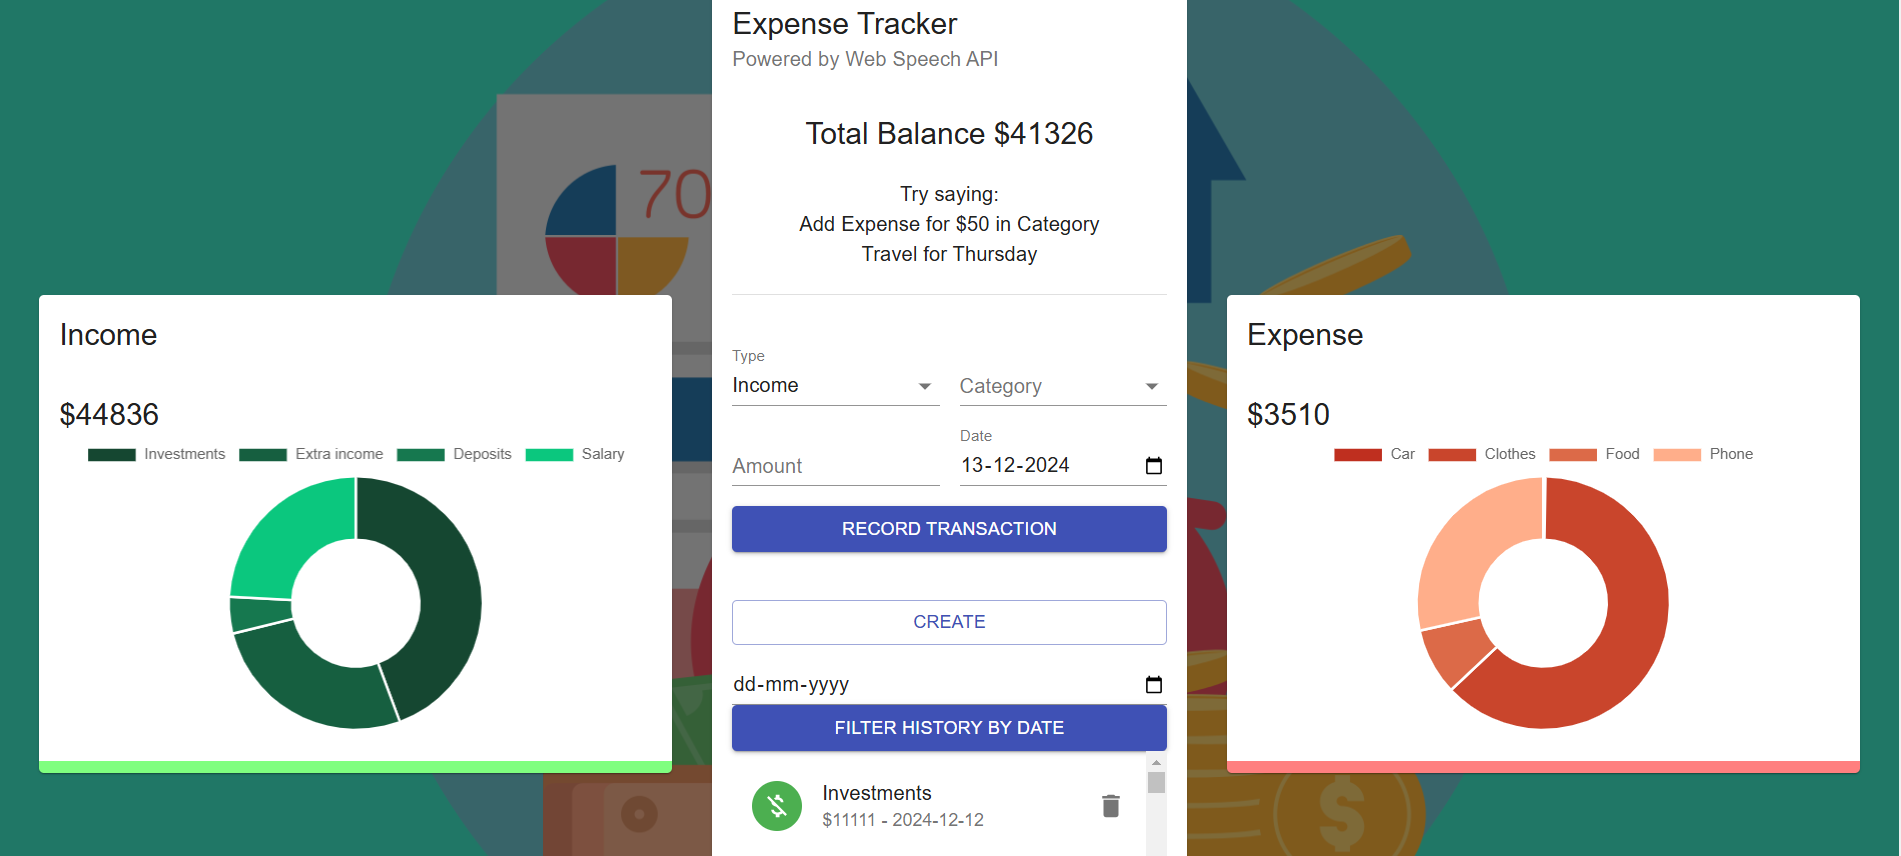 Expense Tracker
Powered by Web Speech API
Total Balance $41326
Try saying:
Add Expense for $50 in Category
Travel for Thursday
70
Income
$44836
Investments Extra income Deposits Salary
Type
Income Category
Date
Amount 13-12-2024
RECORD TRANSACTION
CREATE
dd-mm-yyyy
FILTER HISTORY BY DATE
Investments
$11111 - 2024-12-12
Expense
$3510
Car Clothes Food Phone
$